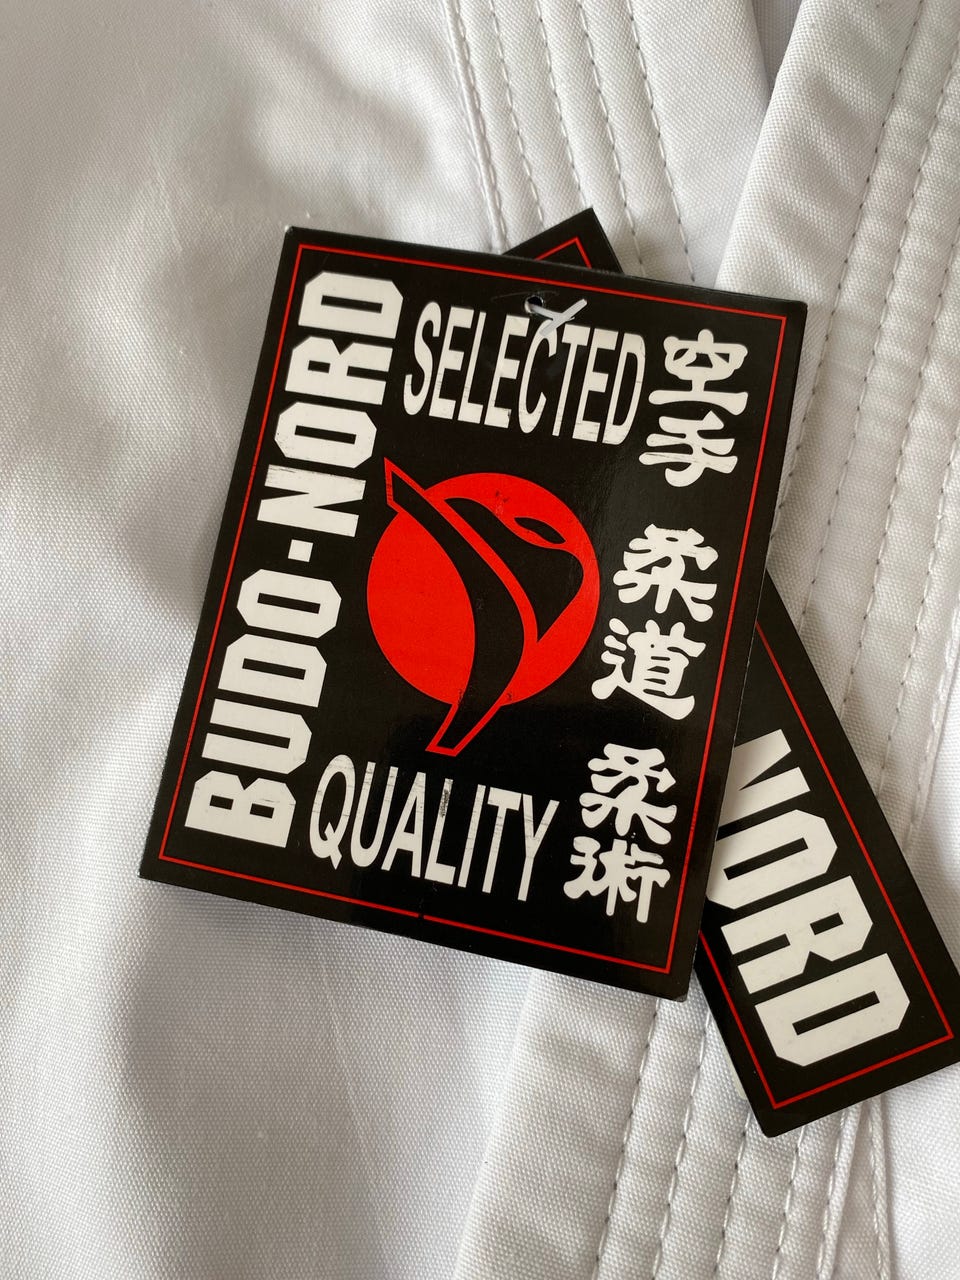 BUDO-NORD
SELECTED
QUALITY
空手
柔道
柔術
NORD